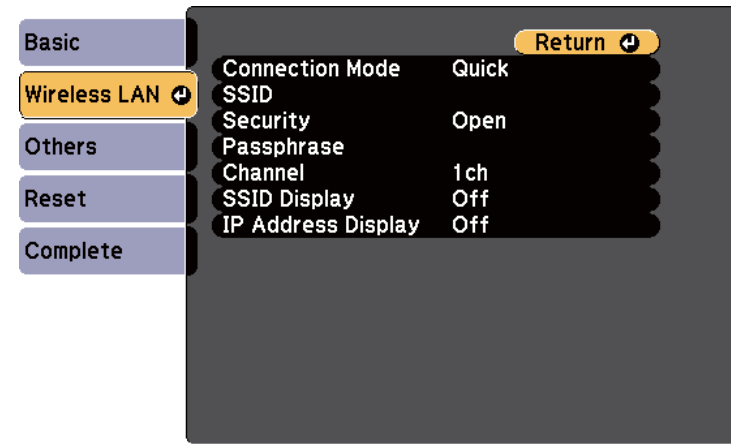 Basic
Wireless LAN
Others
Reset
Complete
Return
Connection Mode Quick
SSID
Security Open
Passphrase
Channel 1ch
SSID Display Off
IP Address Display Off